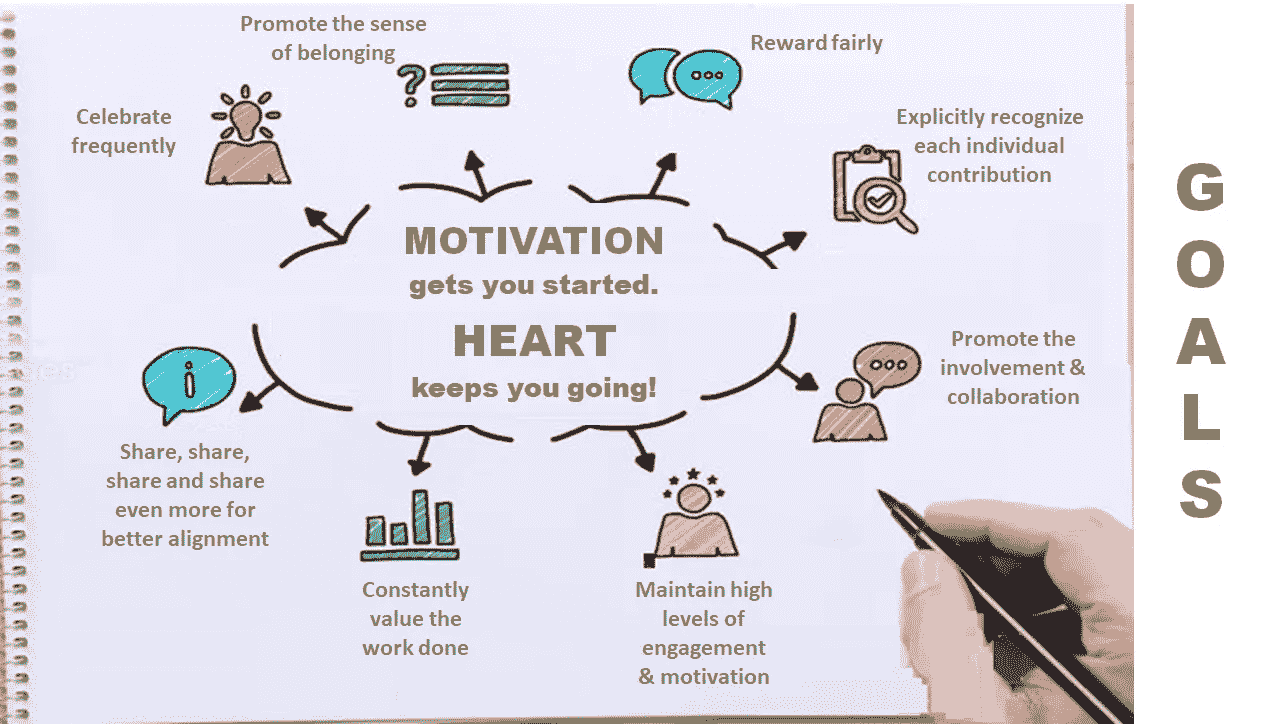 Promote the sense
of belonging
Reward fairly
Celebrate
frequently
Explicitly recognize
each individual
contribution
MOTIVATION
gets you started.
HEART
keeps you going!
Promote the
involvement &
collaboration
Share, share,
share and share
even more for
better alignment
Constantly
value the
work done
Maintain high
levels of
engagement
& motivation
G
O
A
L
S